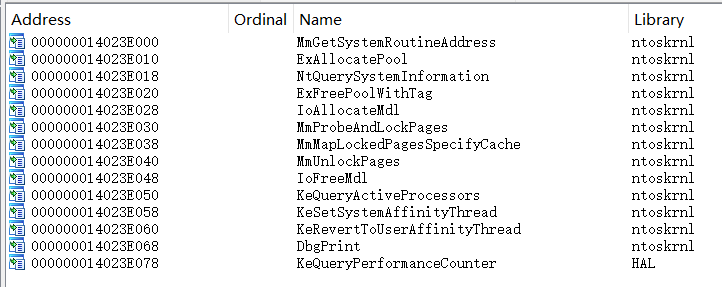 Address Ordinal Name Library
000000014023E000 MmGetSystemRoutineAddress ntoskrnl
000000014023E010 ExAllocatePool ntoskrnl
000000014023E018 NtQuerySystemInformation ntoskrnl
000000014023E020 ExFreePoolWithTag ntoskrnl
000000014023E028 IoAllocateMdl ntoskrnl
000000014023E030 MmProbeAndLockPages ntoskrnl
000000014023E038 MmMapLockedPagesSpecifyCache ntoskrnl
000000014023E040 MmUnlockPages ntoskrnl
000000014023E048 IoFreeMdl ntoskrnl
000000014023E050 KeQueryActiveProcessors ntoskrnl
000000014023E058 KeSetSystemAffinityThread ntoskrnl
000000014023E060 KeRevertToUserAffinityThread ntoskrnl
000000014023E068 DbgPrint ntoskrnl
000000014023E078 KeQueryPerformanceCounter HAL